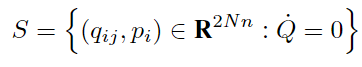 S = { (q_{ij}, p_i) ∈ R^{2Nn} : Q̇ = 0 }